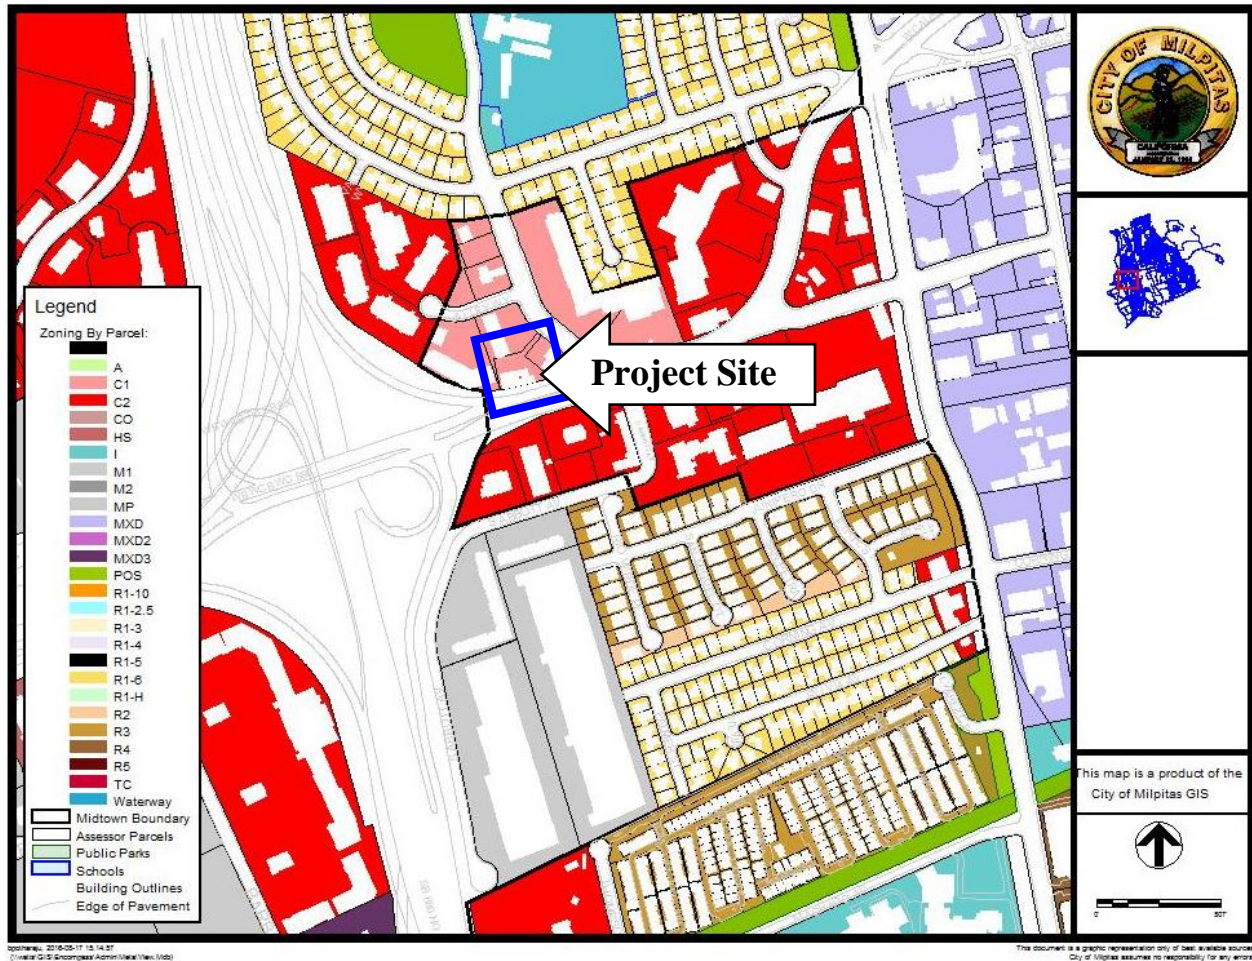 CITY OF MILPITAS
CALIFORNIA
Project Site
Legend
Zoning By Parcel:
A
C1
C2
CO
HS
I
M1
M2
MP
MXD
MXD2
MXD3
POS
R1-10
R1-2.5
R1-3
R1-4
R1-5
R1-6
R1-H
R2
R3
R4
R5
TC
Waterway
Midtown Boundary
Assessor Parcels
Public Parks
Schools
Building Outlines
Edge of Pavement
This map is a product of the
City of Milpitas GIS
0'
507'
This document is a graphic representation only of best available sources
City of Milpitas assumes no responsibility for any errors